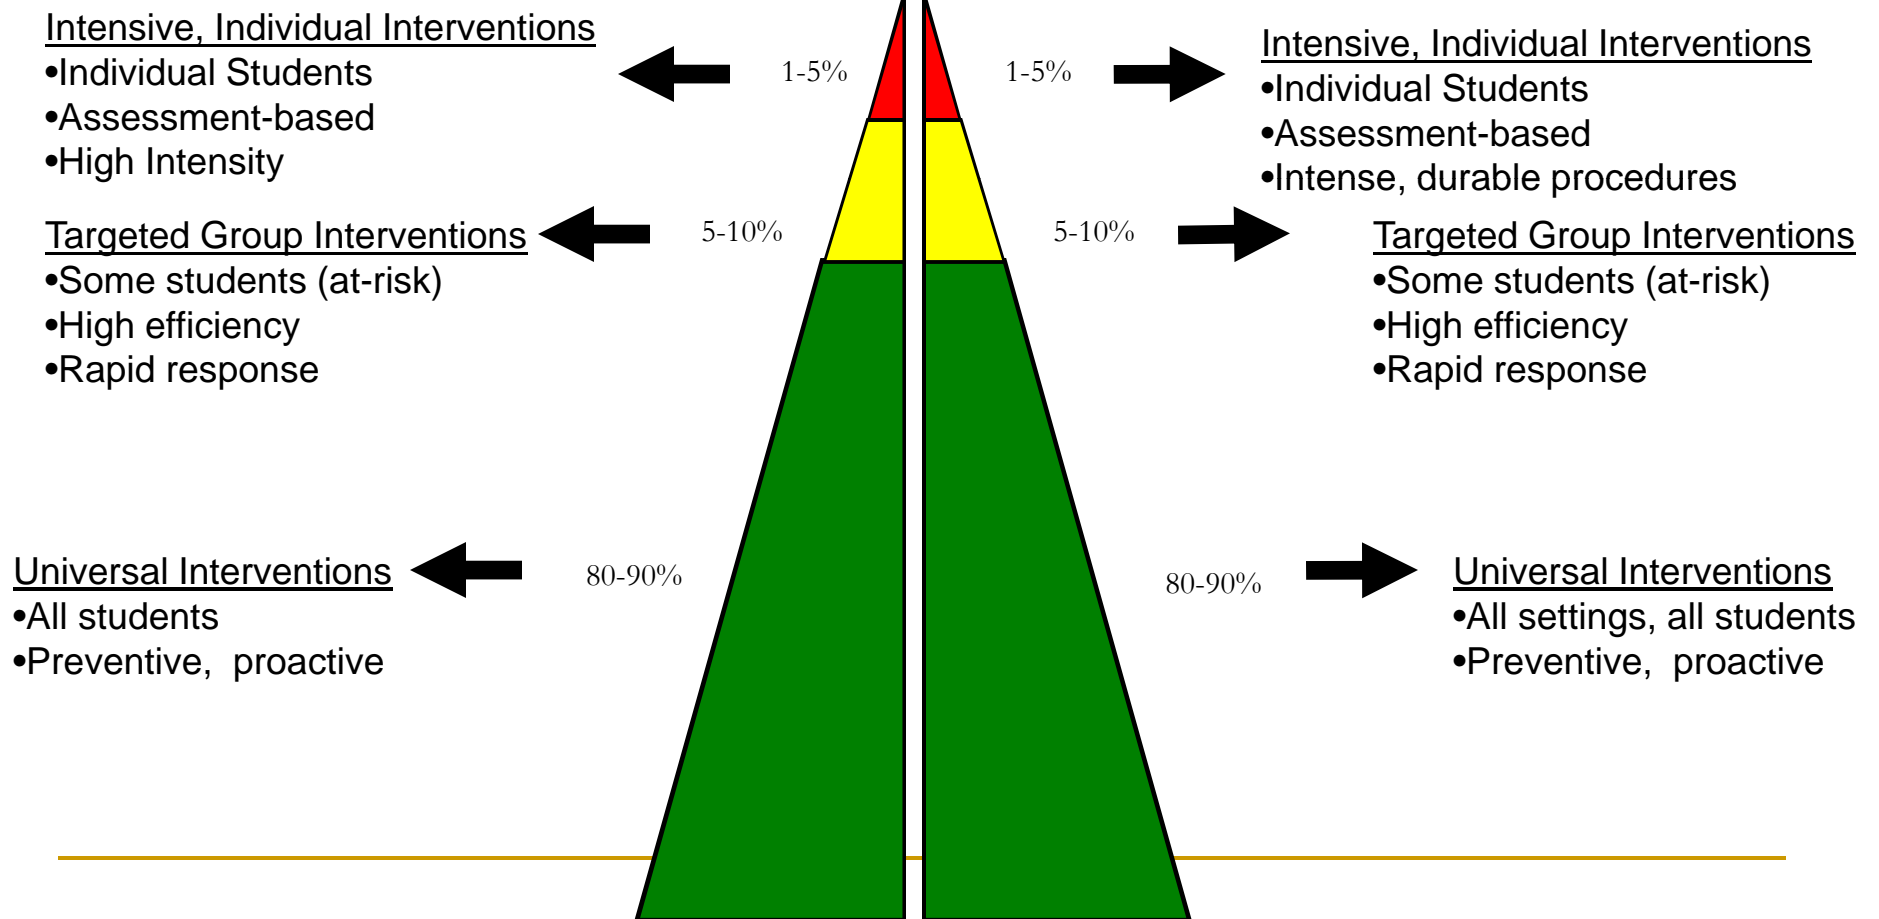 Intensive, Individual Interventions
•Individual Students
•Assessment-based
•High Intensity
1-5%
Targeted Group Interventions
•Some students (at-risk)
•High efficiency
•Rapid response
5-10%
Universal Interventions
•All students
•Preventive, proactive
80-90%
1-5%
Intensive, Individual Interventions
•Individual Students
•Assessment-based
•Intense, durable procedures
5-10%
Targeted Group Interventions
•Some students (at-risk)
•High efficiency
•Rapid response
80-90%
Universal Interventions
•All settings, all students
•Preventive, proactive